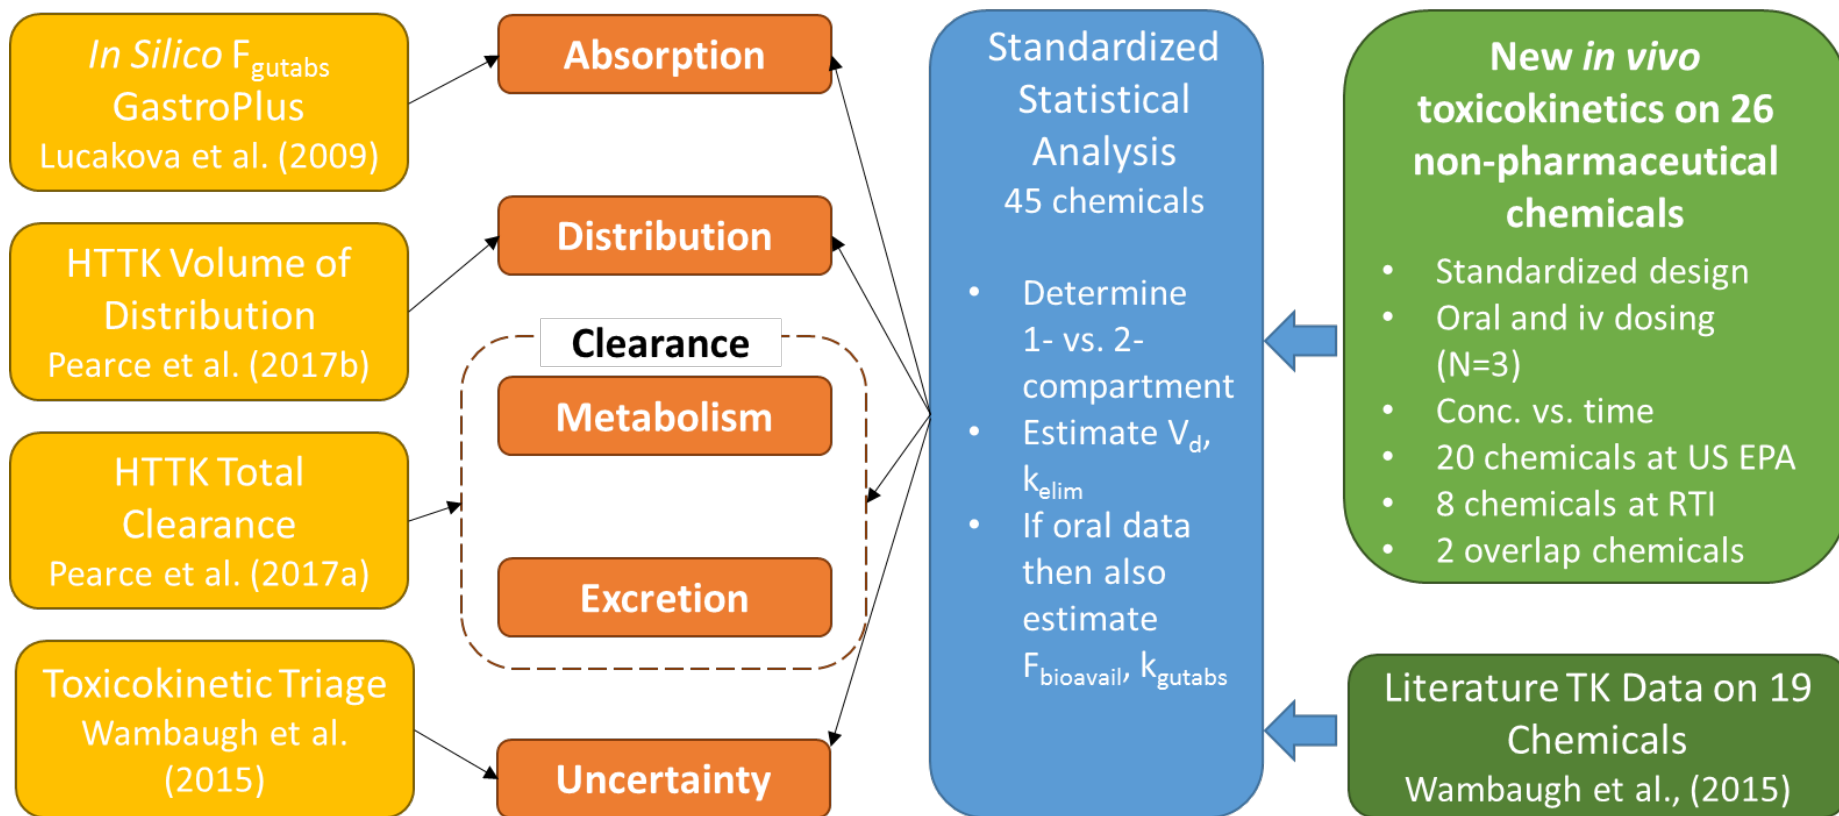 In Silico Fgutabs
GastroPlus
Lucakova et al. (2009)
HTTK Volume of
Distribution
Pearce et al. (2017b)
HTTK Total
Clearance
Pearce et al. (2017a)
Toxicokinetic Triage
Wambaugh et al.
(2015)
Absorption
Distribution
Clearance
Metabolism
Excretion
Uncertainty
Standardized
Statistical
Analysis
45 chemicals
• Determine
1- vs. 2-
compartment
• Estimate Vd,
kelim
• If oral data
then also
estimate
Fbioavail, kgutabs
New in vivo
toxicokinetics on 26
non-pharmaceutical
chemicals
• Standardized design
• Oral and iv dosing
(N=3)
• Conc. vs. time
• 20 chemicals at US EPA
• 8 chemicals at RTI
• 2 overlap chemicals
Literature TK Data on 19
Chemicals
Wambaugh et al., (2015)